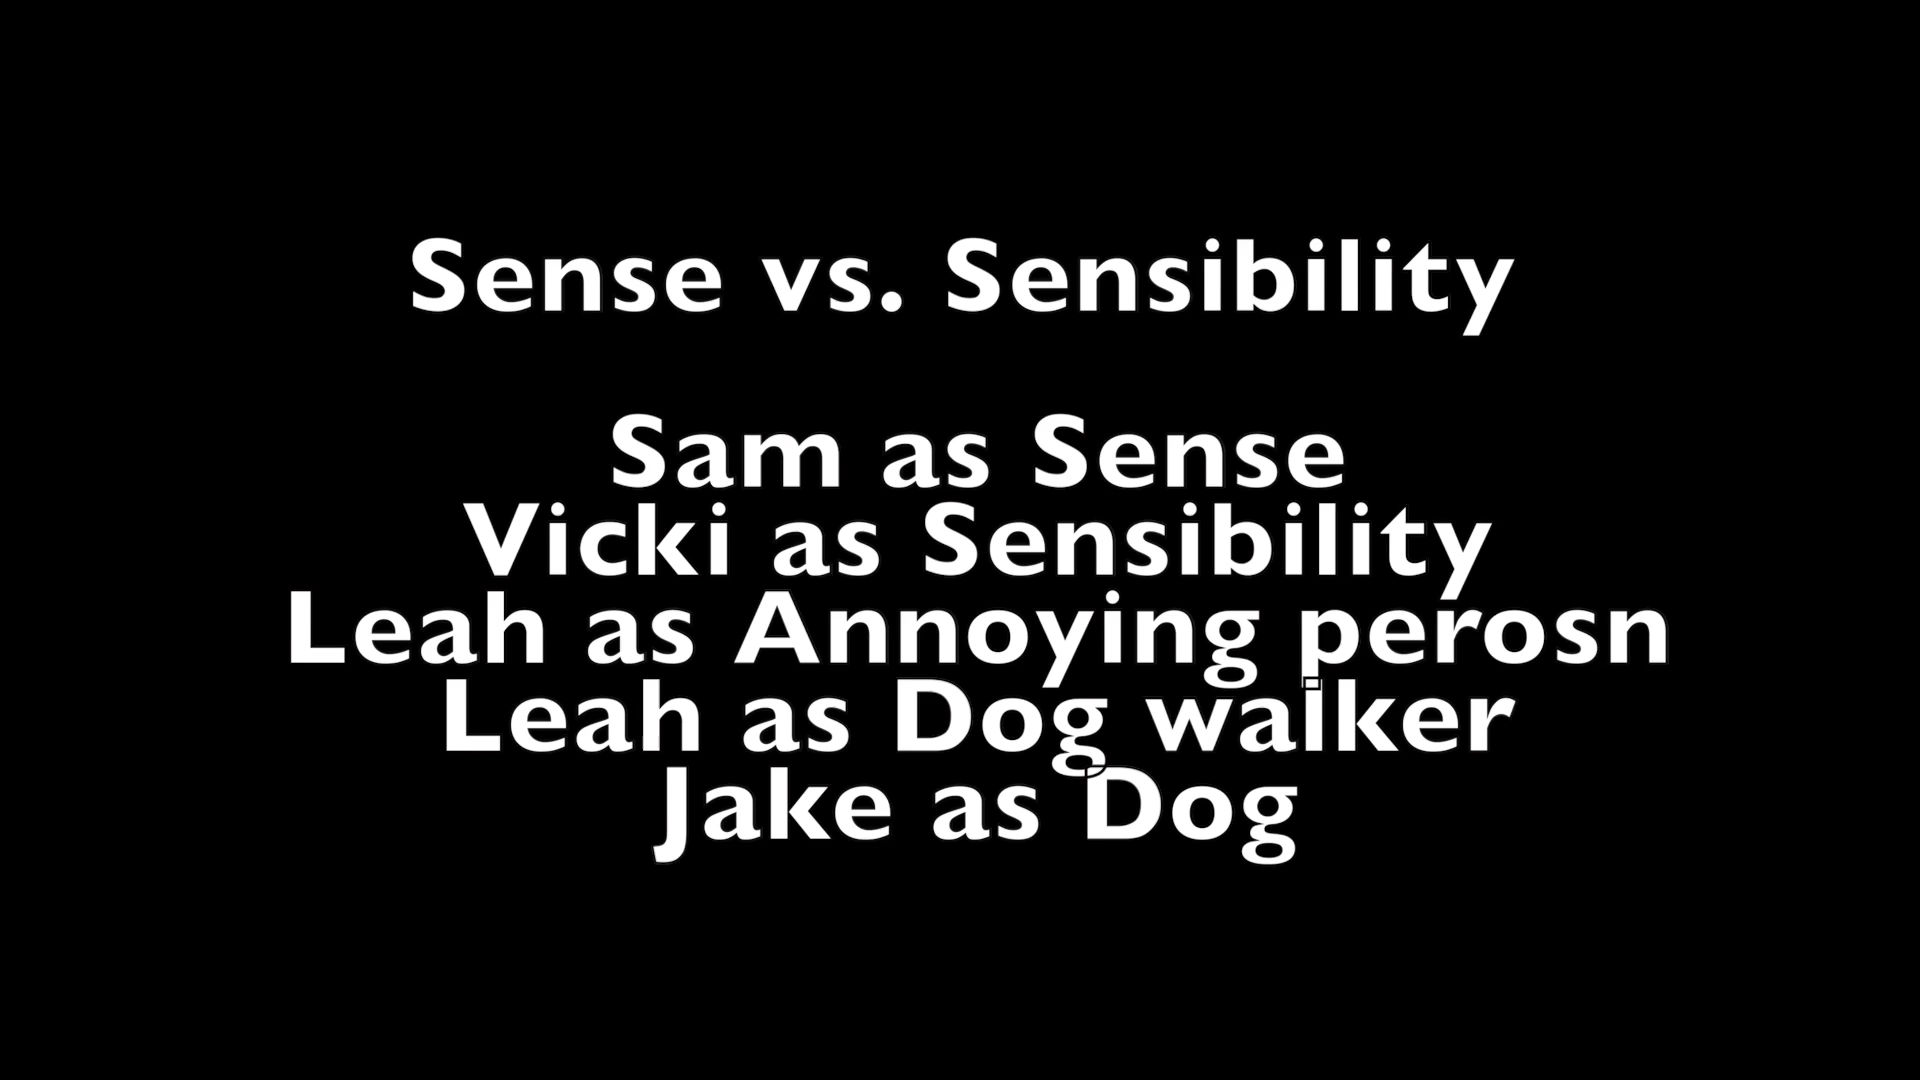 Sense vs. Sensibility
Sam as Sense
Vicki as Sensibility
Leah as Annoying perosn
Leah as Dog walker
Jake as Dog